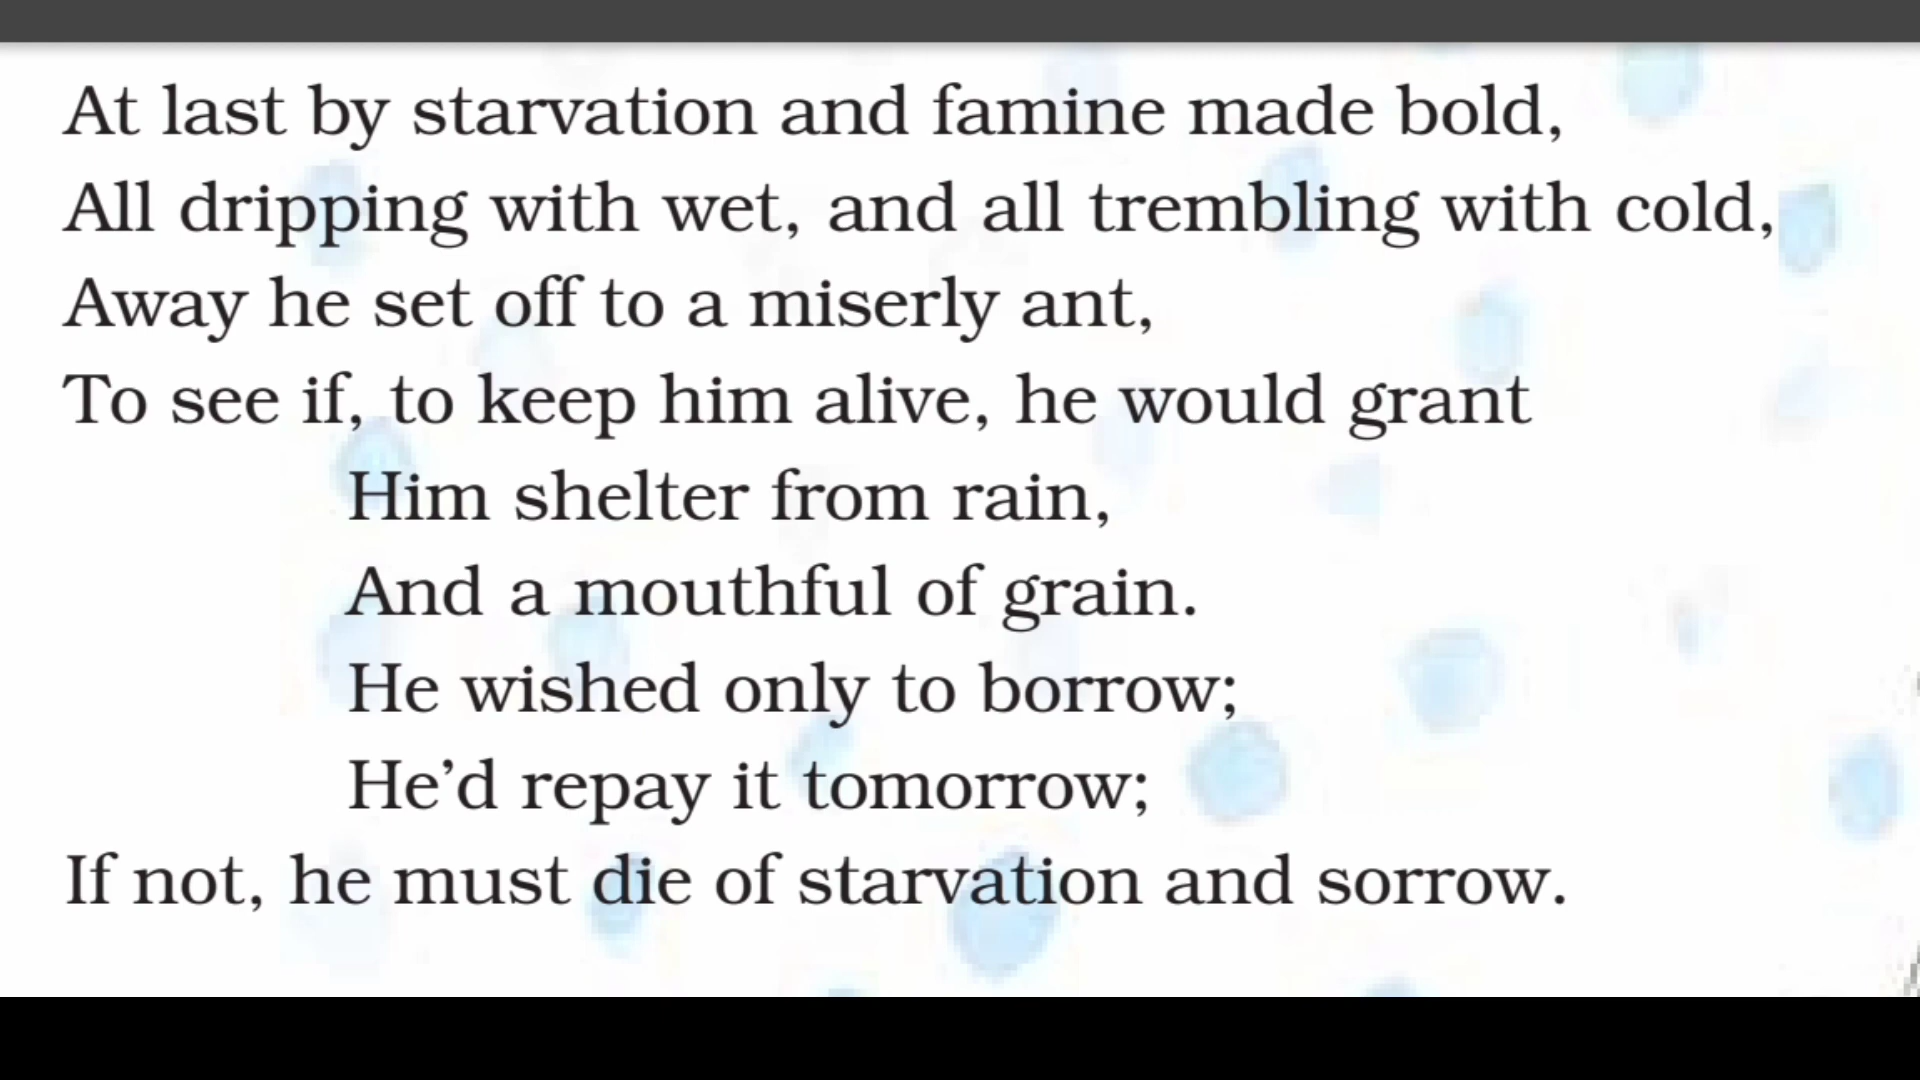 At last by starvation and famine made bold,
All dripping with wet, and all trembling with cold,
Away he set off to a miserly ant,
To see if, to keep him alive, he would grant
Him shelter from rain,
And a mouthful of grain.
He wished only to borrow;
He’d repay it tomorrow;
If not, he must die of starvation and sorrow.